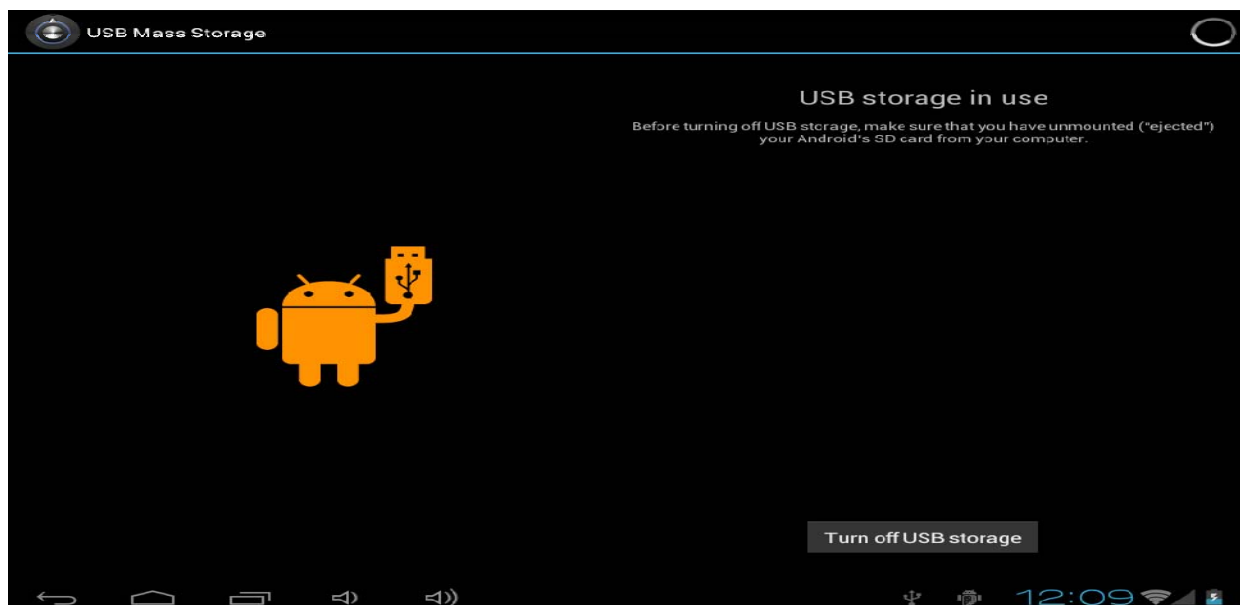 USB Mass Storage
USB storage in use
Before turning off USB storage, make sure that you have unmounted ("ejected")
your Android's SD card from your computer.
Turn off USB storage
12:09